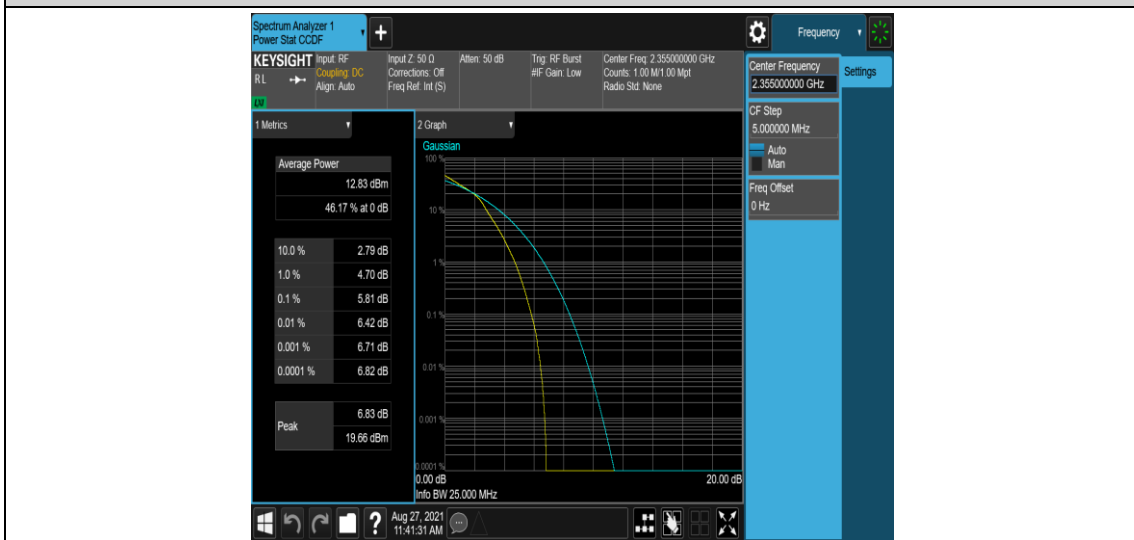 Spectrum Analyzer 1
Power Stat CCDF
+
Frequency
KEYSIGHT
RL
LNI
Input: RF
Coupling: DC
Align: Auto
Input Z: 50 Ω
Corrections: Off
Freq Ref: Int (S)
Atten: 50 dB
Trig: RF Burst
#IF Gain: Low
Center Freq: 2.355000000 GHz
Counts: 1.00 M/1.00 Mpt
Radio Std: None
Center Frequency
2.355000000 GHz
Settings
CF Step
5.000000 MHz
Auto
Man
Freq Offset
0 Hz
1 Metrics
Average Power
12.83 dBm
46.17 % at 0 dB
10.0 % 2.79 dB
1.0 % 4.70 dB
0.1 % 5.81 dB
0.01 % 6.42 dB
0.001 % 6.71 dB
0.0001 % 6.82 dB
Peak
6.83 dB
19.66 dBm
2 Graph
Gaussian
100 %
10 %
1 %
0.1 %
0.01 %
0.001 %
0.0001 %
0.00 dB
20.00 dB
Info BW 25.000 MHz
?
Aug 27, 2021
11:41:31 AM